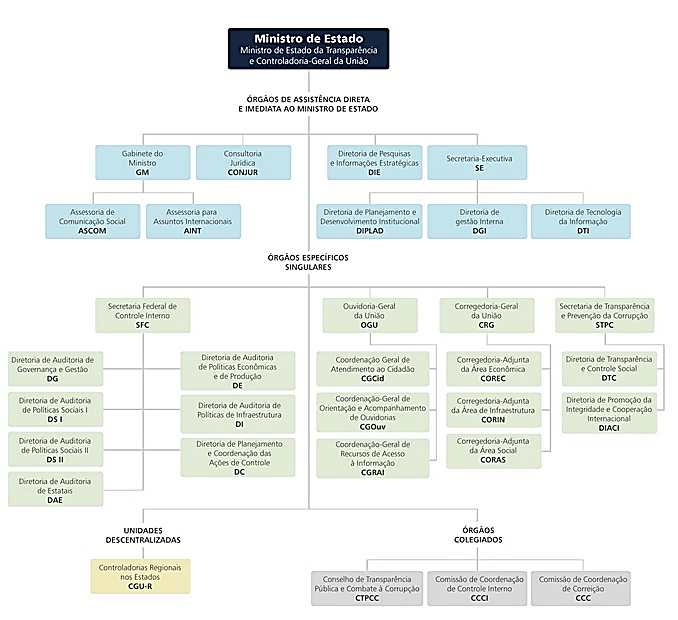 Ministro de Estado
Ministro de Estado da Transparência
e Controladoria-Geral da União
ÓRGÃOS DE ASSISTÊNCIA DIRETA
E IMEDIATA AO MINISTRO DE ESTADO
Gabinete do
Ministro
GM
Consultoria
Jurídica
CONJUR
Diretoria de Pesquisas
e Informações Estratégicas
DIE
Secretaria-Executiva
SE
Assessoria de
Comunicação Social
ASCOM
Assessoria para
Assuntos Internacionais
AINT
Diretoria de Planejamento e
Desenvolvimento Institucional
DIPLAD
Diretoria de
gestão Interna
DGI
Diretoria de Tecnologia
da Informação
DTI
ÓRGÃOS ESPECÍFICOS
SINGULARES
Secretaria Federal de
Controle Interno
SFC
Ouvidoria-Geral
da União
OGU
Corregedoria-Geral
da União
CRG
Secretaria de Transparência
e Prevenção da Corrupção
STPC
Diretoria de Auditoria de
Governança e Gestão
DG
Diretoria de Auditoria
de Políticas Econômicas
e de Produção
DE
Diretoria de Auditoria
de Políticas Sociais I
DS I
Diretoria de Auditoria de
Políticas de Infraestrutura
DI
Diretoria de Auditoria
de Políticas Sociais II
DS II
Diretoria de Planejamento
e Coordenação das
Ações de Controle
DC
Diretoria de Auditoria
de Estatais
DAE
Coordenação Geral de
Atendimento ao Cidadão
CGCid
Coordenação-Geral de
Orientação e Acompanhamento
de Ouvidorias
CGOuv
Coordenação-Geral de
Recursos de Acesso
à Informação
CGRAI
Corregedoria-Adjunta
da Área Econômica
COREC
Corregedoria-Adjunta
da Área de Infraestrutura
CORIN
Corregedoria-Adjunta
da Área Social
CORAS
Diretoria de Transparência
e Controle Social
DTC
Diretoria de Promoção da
Integridade e Cooperação
Internacional
DIACI
UNIDADES
DESCENTRALIZADAS
Controladorias Regionais
nos Estados
CGU-R
ÓRGÃOS
COLEGIADOS
Conselho de Transparência
Pública e Combate à Corrupção
CTPCC
Comissão de Coordenação
de Controle Interno
CCCI
Comissão de Coordenação
de Correição
CCC